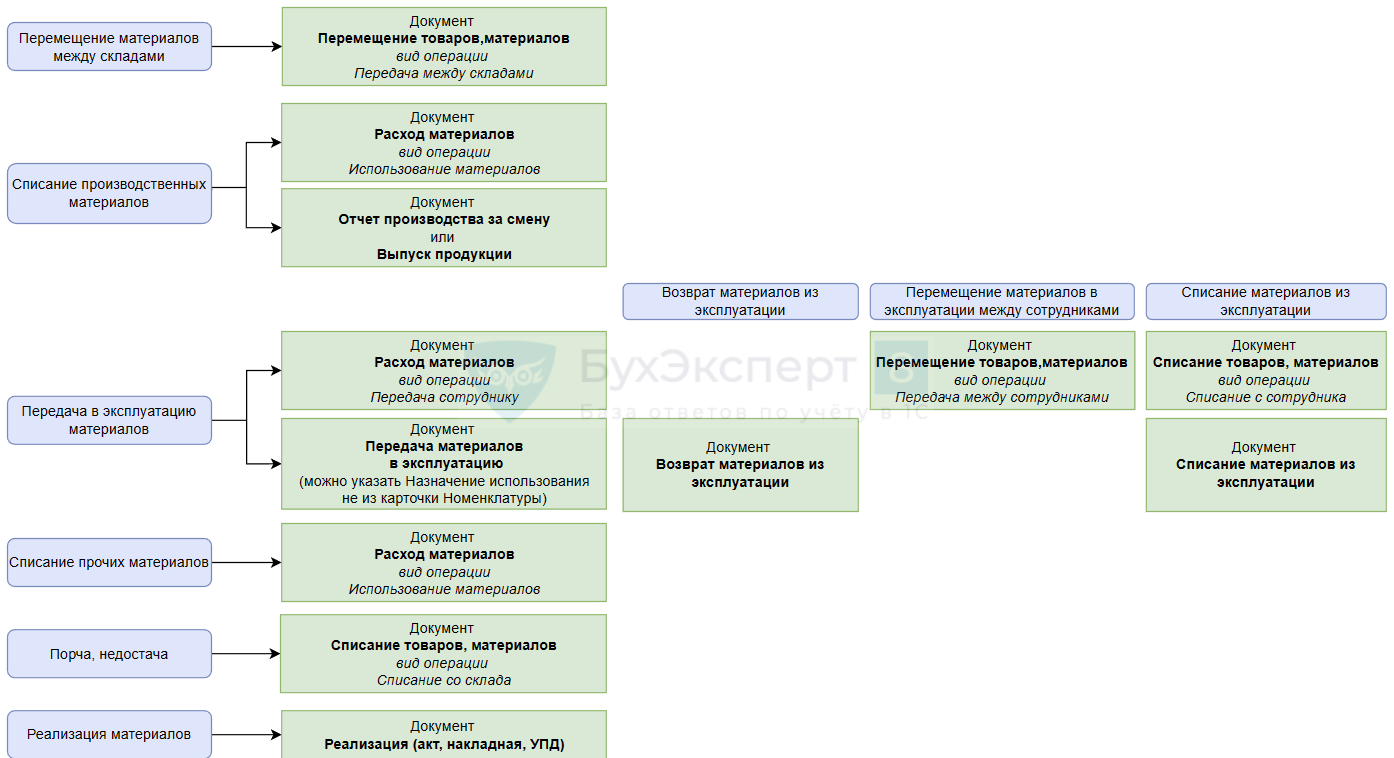 Перемещение материалов
между складами
Документ
Перемещение товаров,материалов
вид операции
Передача между складами
Списание производственных
материалов
Документ
Расход материалов
вид операции
Использование материалов
Документ
Отчет производства за смену
или
Выпуск продукции
Возврат материалов из
эксплуатации
Перемещение материалов в
эксплуатации между сотрудниками
Списание материалов из
эксплуатации
Передача в эксплуатацию
материалов
Документ
Расход материалов
вид операции
Передача сотруднику
Документ
Перемещение товаров,материалов
вид операции
Передача между сотрудниками
Документ
Списание товаров, материалов
вид операции
Списание с сотрудника
БухЭксперт 8
База ответов по учёту в 1С
Документ
Передача материалов
в эксплуатацию
(можно указать Назначение использования
не из карточки Номенклатуры)
Документ
Возврат материалов из
эксплуатации
Документ
Списание материалов из
эксплуатации
Списание прочих материалов
Документ
Расход материалов
вид операции
Использование материалов
Порча, недостача
Документ
Списание товаров, материалов
вид операции
Списание со склада
Реализация материалов
Документ
Реализация (акт, накладная, УПД)